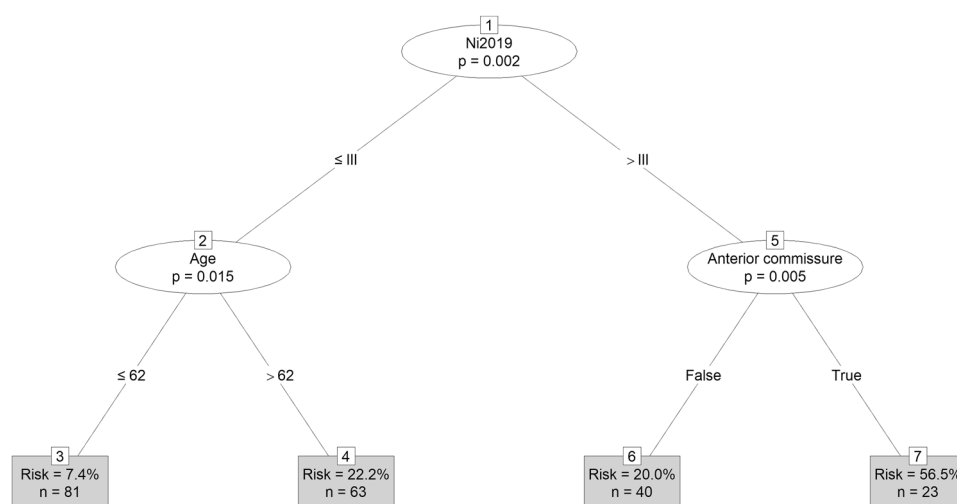 1
Ni2019
p = 0.002
≤ III
> III
2
Age
p = 0.015
5
Anterior commissure
p = 0.005
≤ 62
> 62
False
True
3
Risk = 7.4%
n = 81
4
Risk = 22.2%
n = 63
6
Risk = 20.0%
n = 40
7
Risk = 56.5%
n = 23